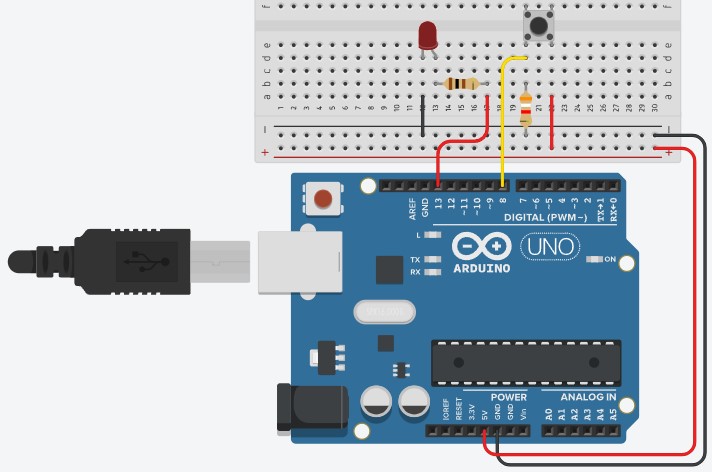 f f
e e
d d
c c
b b
a a
1 2 3 4 5 6 7 8 9 10 11 12 13 14 15 16 17 18 19 20 21 22 23 24 25 26 27 28 29 30
− −
+ +
AREF GND 13 12 ~11 ~10 ~9 8 7 ~6 ~5 4 ~3 2 TX→1 RX←0
DIGITAL (PWM~)
L
TX
RX
ARDUINO
UNO
ON
POWER
ANALOG IN
IOREF RESET 3.3V 5V GND GND Vin A0 A1 A2 A3 A4 A5